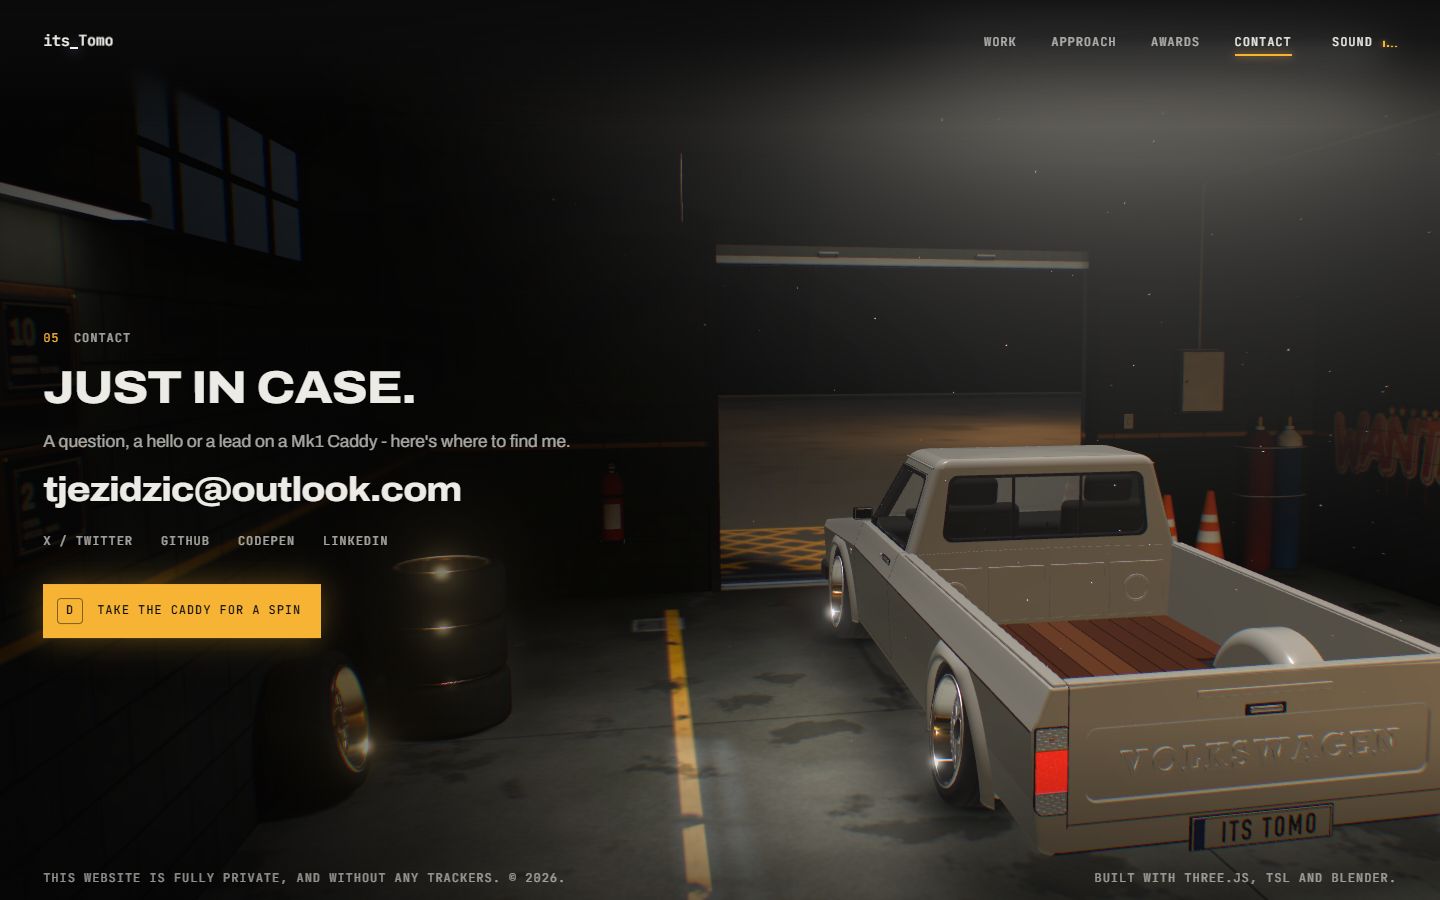 its_Tomo
WORK APPROACH AWARDS CONTACT SOUND
10
05 CONTACT
JUST IN CASE.
A question, a hello or a lead on a Mk1 Caddy - here's where to find me.
tjezidzic@outlook.com
2
X / TWITTER GITHUB CODEPEN LINKEDIN
D TAKE THE CADDY FOR A SPIN
VOLKSWAGEN
ITS TOMO
THIS WEBSITE IS FULLY PRIVATE, AND WITHOUT ANY TRACKERS. © 2026.
BUILT WITH THREE.JS, TSL AND BLENDER.